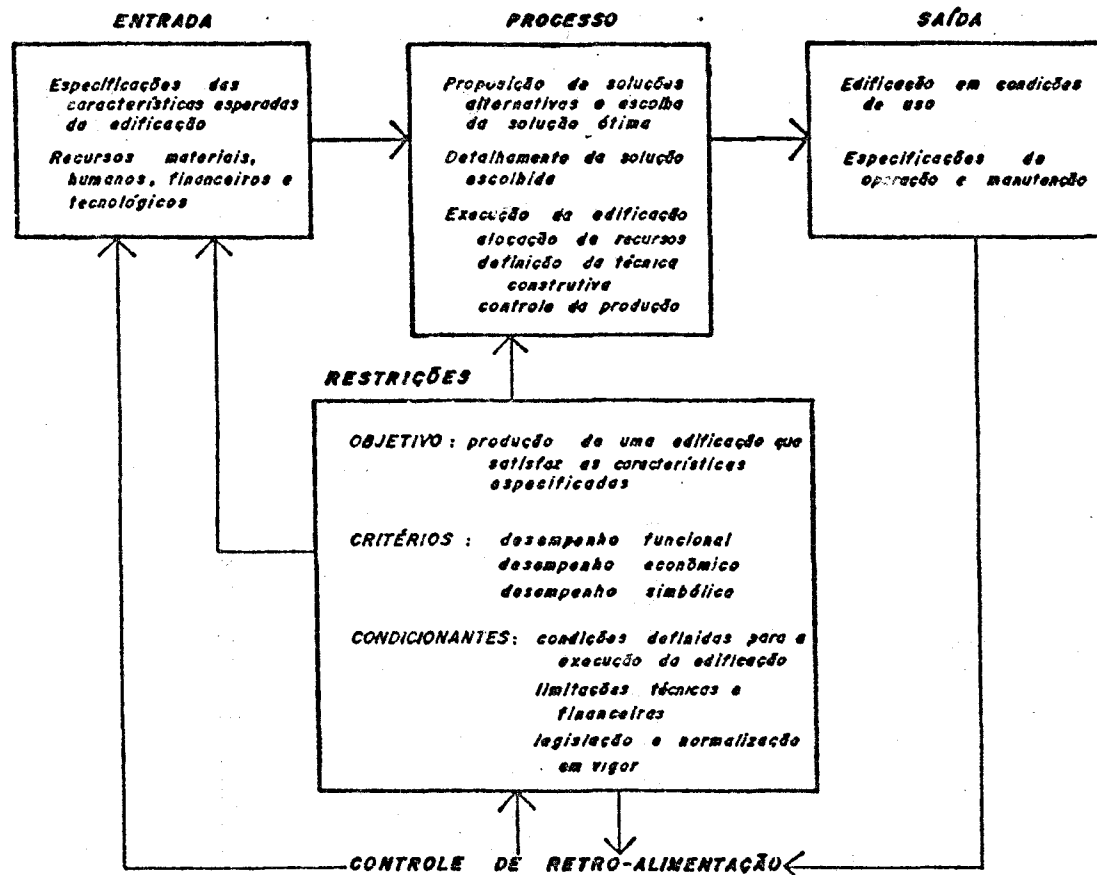 ENTRADA
Especificações das
características esperadas
da edificação
Recursos materiais,
humanos, financeiros e
tecnológicos
PROCESSO
Proposição de soluções
alternativas e escolha
da solução ótima
Detalhamento da solução
escolhida
Execução da edificação
alocação de recursos
definição da técnica
construtiva
controle da produção
SAÍDA
Edificação em condições
de uso
Especificações de
operação e manutenção
RESTRIÇÕES
OBJETIVO : produção de uma edificação que
satisfaz as características
especificadas
CRITÉRIOS : desempenho funcional
desempenho econômico
desempenho simbólico
CONDICIONANTES: condições definidas para a
execução da edificação
limitações técnicas e
financeiras
legislação e normalização
em vigor
CONTROLE DE RETRO-ALIMENTAÇÃO